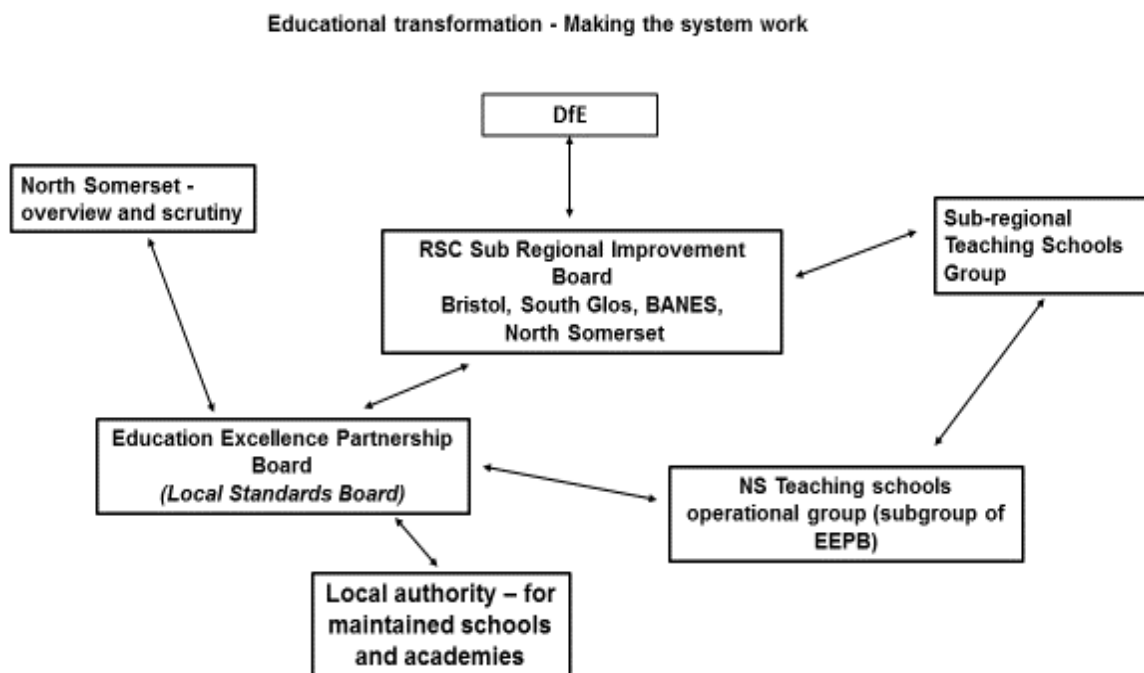 Educational transformation - Making the system work
DfE
North Somerset -
overview and scrutiny
RSC Sub Regional Improvement
Board
Bristol, South Glos, BANES,
North Somerset
Sub-regional
Teaching Schools
Group
Education Excellence Partnership
Board
(Local Standards Board)
NS Teaching schools
operational group (subgroup of
EEPB)
Local authority – for
maintained schools
and academies